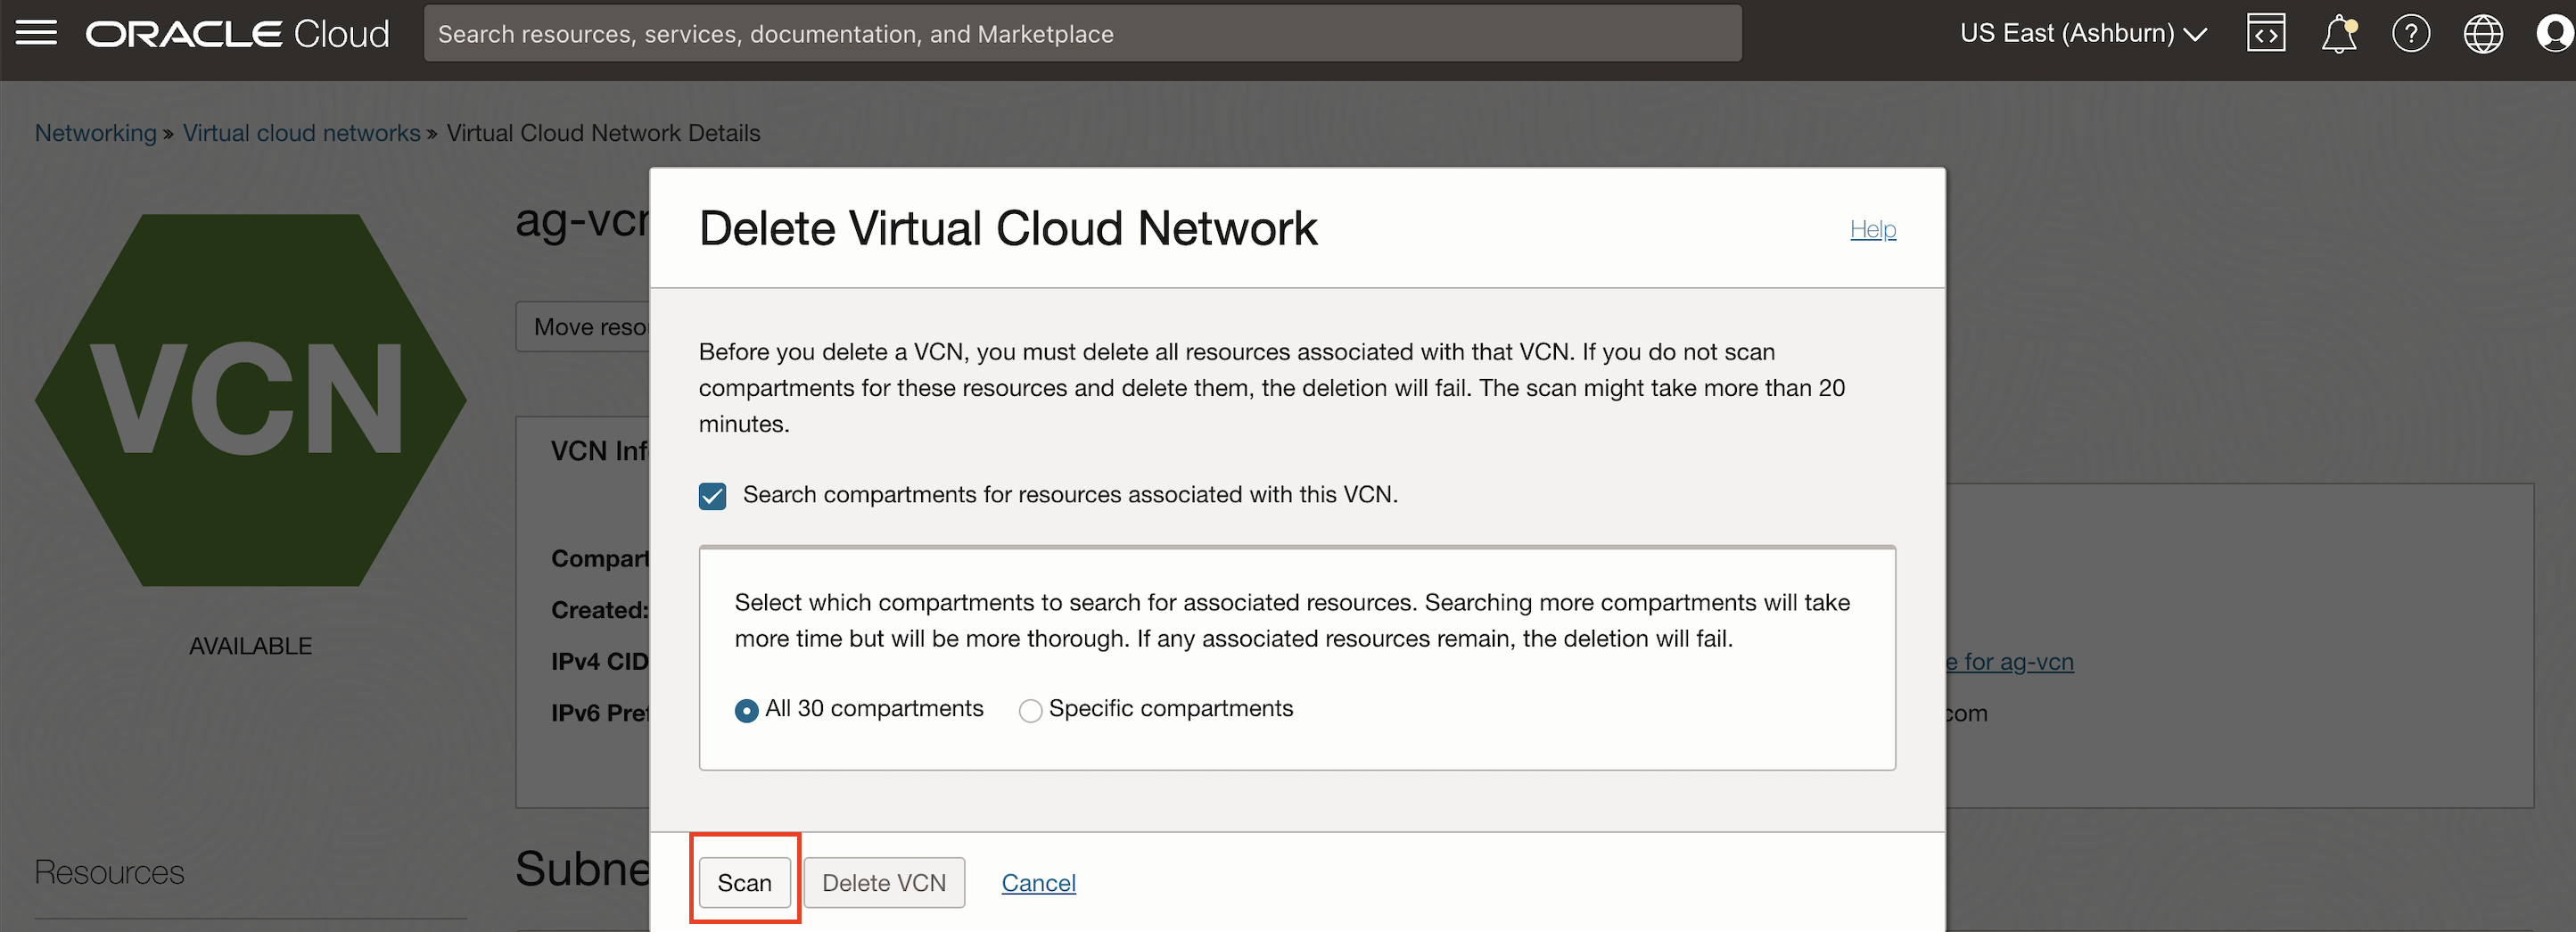 ORACLE Cloud
Search resources, services, documentation, and Marketplace
US East (Ashburn)
Networking » Virtual cloud networks » Virtual Cloud Network Details
VCN
AVAILABLE
Resources
ag-vcn
Move reso
VCN Inf
Compart
Created:
IPv4 CID
IPv6 Pref
Subne
Delete Virtual Cloud Network
Help
Before you delete a VCN, you must delete all resources associated with that VCN. If you do not scan
compartments for these resources and delete them, the deletion will fail. The scan might take more than 20
minutes.
Search compartments for resources associated with this VCN.
Select which compartments to search for associated resources. Searching more compartments will take
more time but will be more thorough. If any associated resources remain, the deletion will fail.
All 30 compartments
Specific compartments
Scan
Delete VCN
Cancel
e for ag-vcn
com